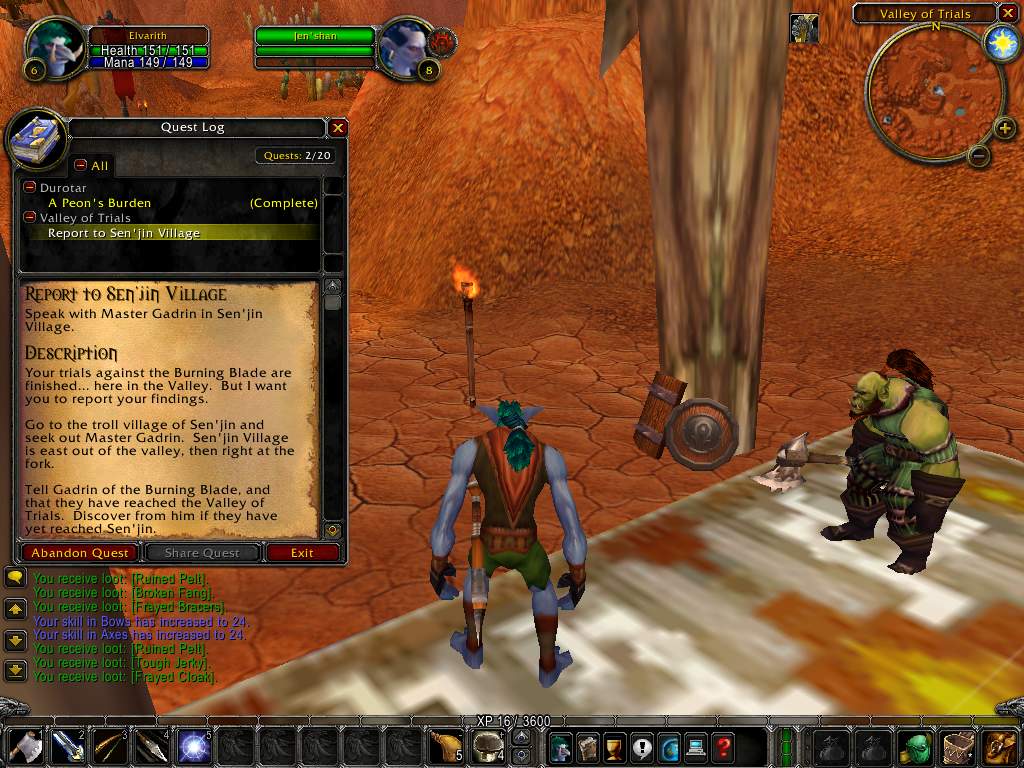 Elvarith
Health 151 / 151
Mana 149 / 149
6
Jen'shan
8
Valley of Trials
N
Quest Log
Quests: 2/20
All
Durotar
A Peon's Burden (Complete)
Valley of Trials
Report to Sen'jin Village
Report to Sen'jin Village
Speak with Master Gadrin in Sen'jin
Village.
Description
Your trials against the Burning Blade are
finished... here in the Valley. But I want
you to report your findings.
Go to the troll village of Sen'jin and
seek out Master Gadrin. Sen'jin Village
is east out of the valley, then right at the
fork.
Tell Gadrin of the Burning Blade, and
that they have reached the Valley of
Trials. Discover from him if they have
yet reached Sen'jin.
Abandon Quest Share Quest Exit
You receive loot: [Ruined Pelt].
You receive loot: [Broken Fang].
You receive loot: [Frayed Bracers].
Your skill in Bows has increased to 24.
Your skill in Axes has increased to 24.
You receive loot: [Ruined Pelt].
You receive loot: [Tough Jerky].
You receive loot: [Frayed Cloak].
XP 16 / 3600
2 3 4 5
5 4